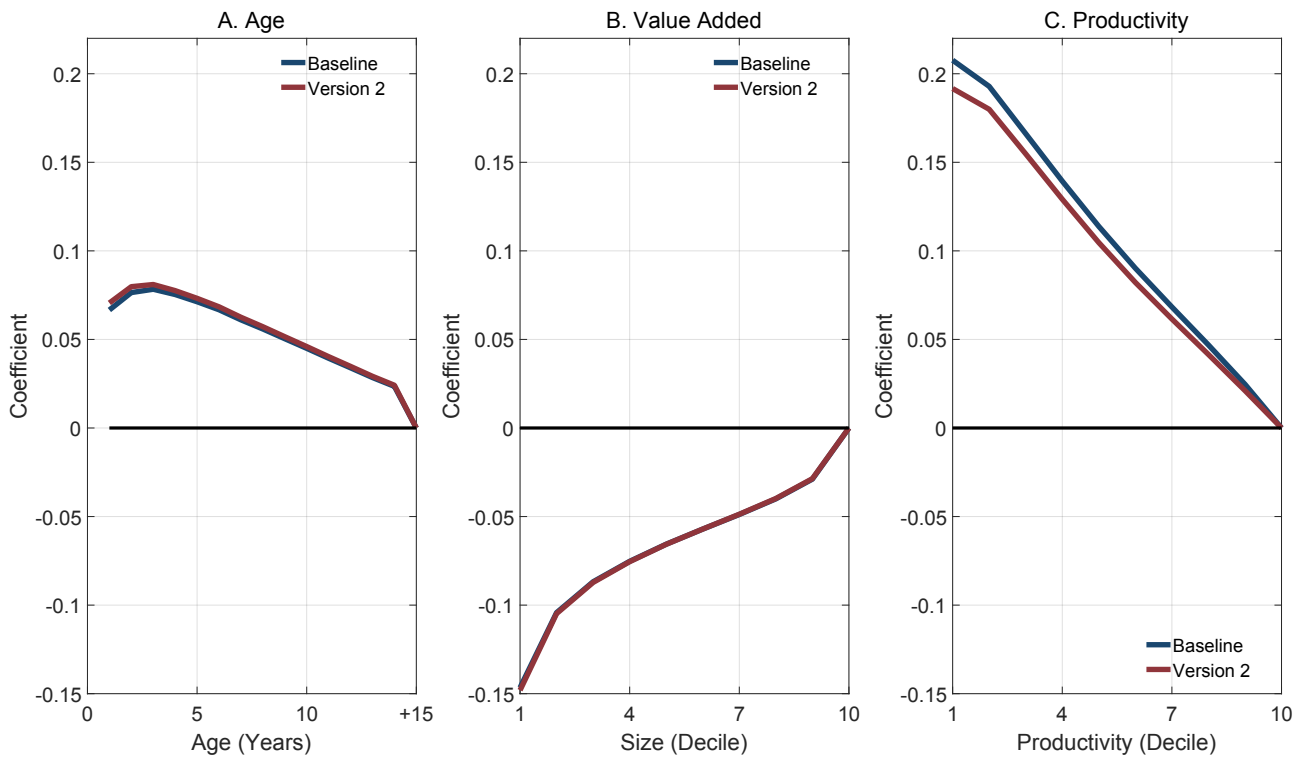 A. Age
Baseline
Version 2
0.2
0.15
0.1
0.05
0
-0.05
-0.1
-0.15
0
5
10
+15
Coefficient
Age (Years)
B. Value Added
Baseline
Version 2
0.2
0.15
0.1
0.05
0
-0.05
-0.1
-0.15
1
4
7
10
Coefficient
Size (Decile)
C. Productivity
0.2
0.15
0.1
0.05
0
-0.05
-0.1
-0.15
Baseline
Version 2
1
4
7
10
Coefficient
Productivity (Decile)